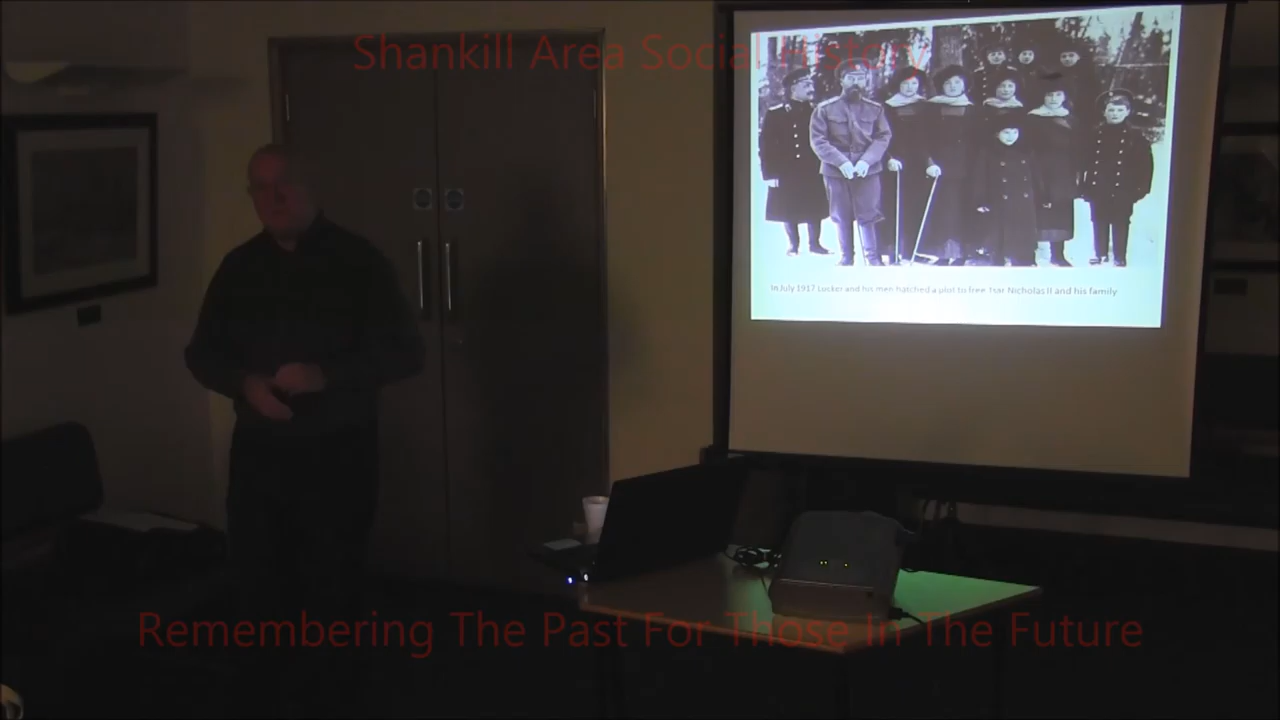 Shankill Area Social History
In July 1917 Locker and his men hatched a plot to free Tsar Nicholas II and his family
Remembering The Past For Those In The Future